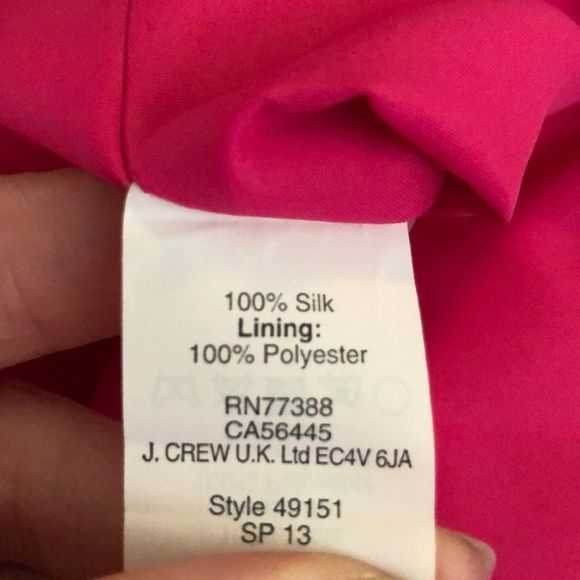 100% Silk
Lining:
100% Polyester
RN77388
CA56445
J. CREW U.K. Ltd EC4V 6JA
Style 49151
SP 13